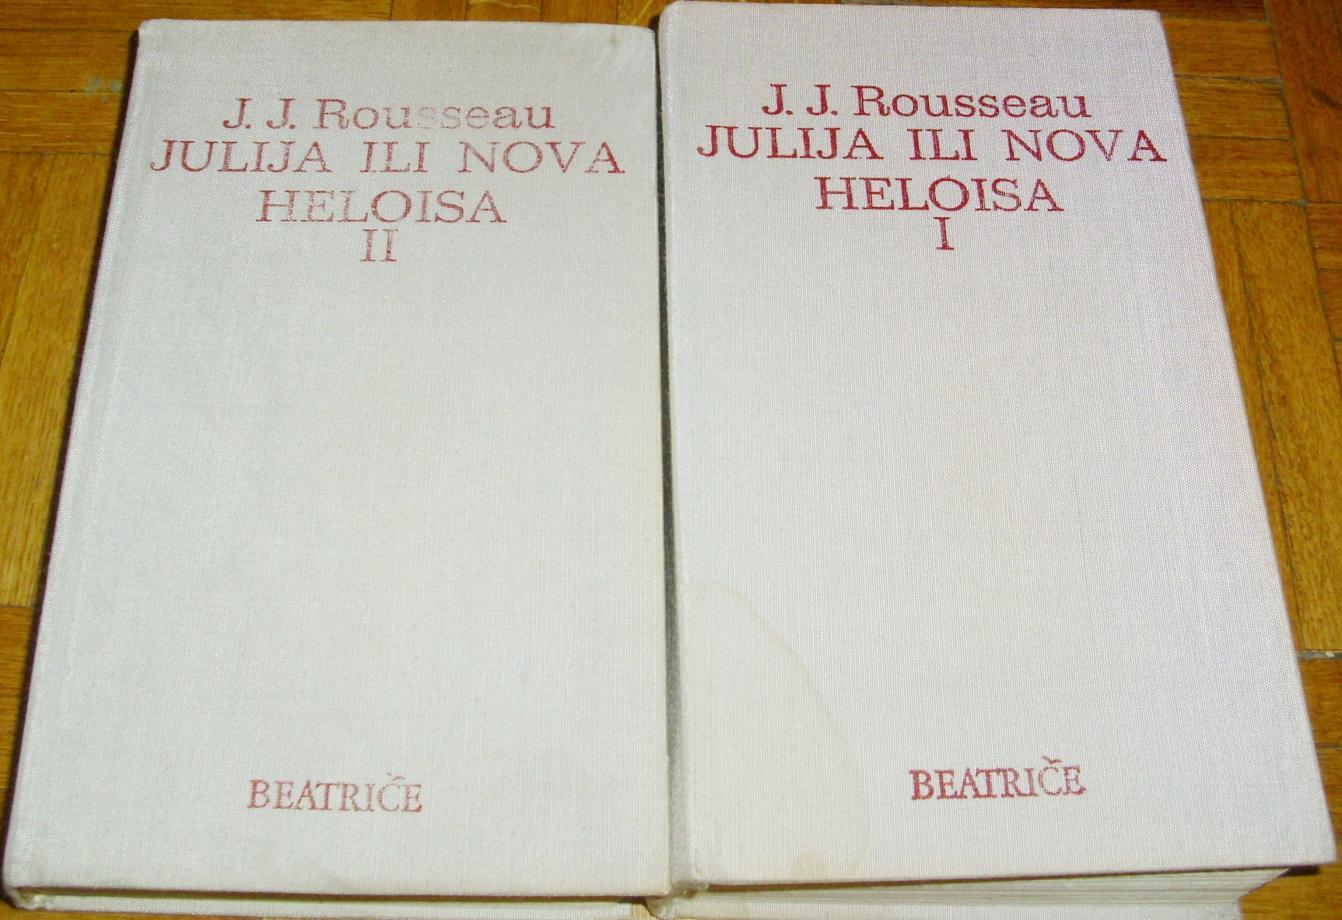 J. J. Rousseau
JULIJA ILI NOVA
HELOISA
II
BEATRIČE
J. J. Rousseau
JULIJA ILI NOVA
HELOISA
I
BEATRIČE